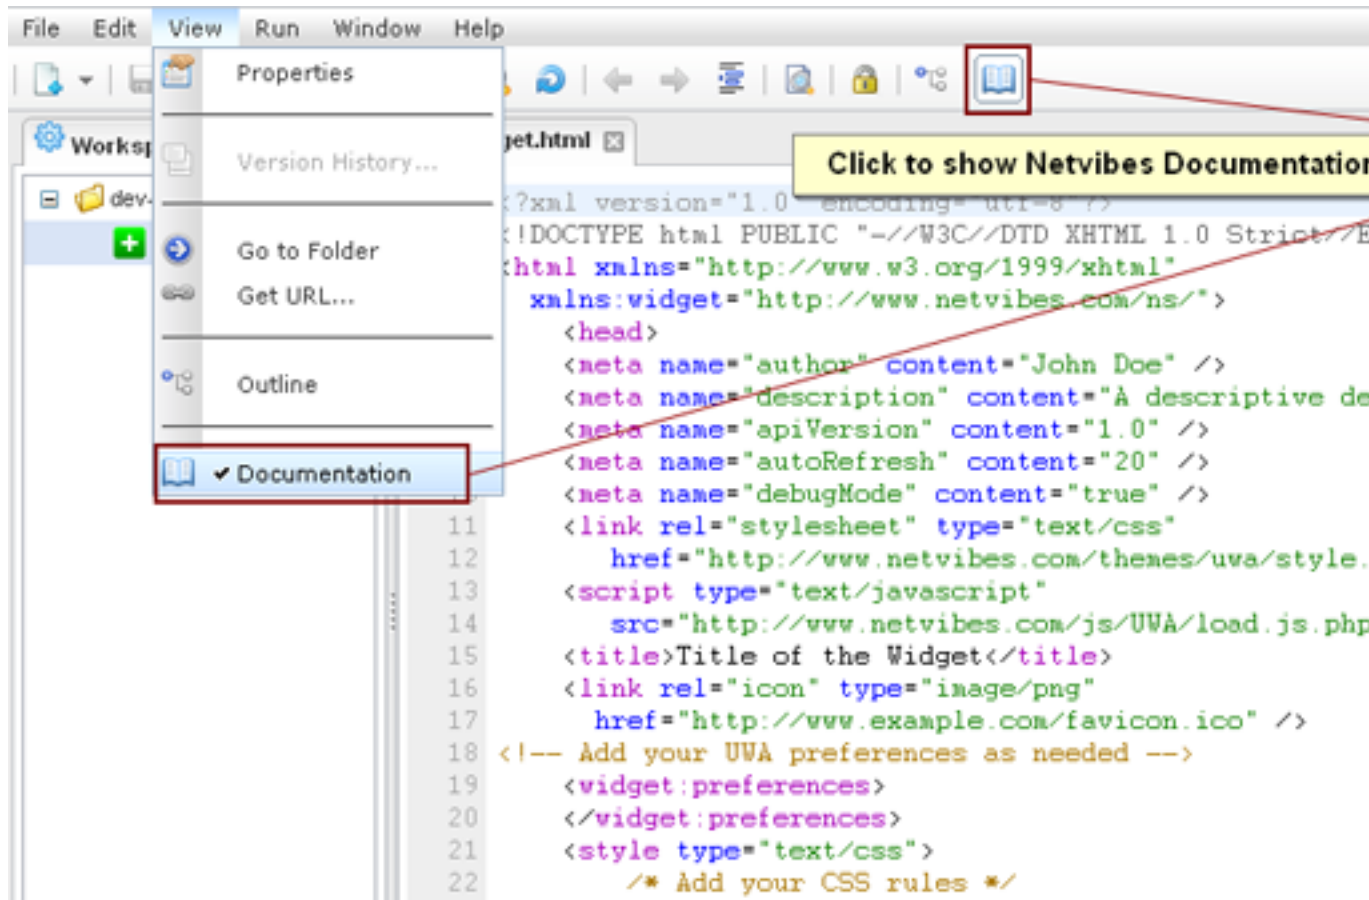 File Edit View Run Window Help
Properties
Version History...
Go to Folder
Get URL...
Outline
✔ Documentation
Click to show Netvibes Documentation
Worksp
dev-
get.html
<?xml version="1.0" encoding="utf-8"?>
<!DOCTYPE html PUBLIC "-//W3C//DTD XHTML 1.0 Strict//E
<html xmlns="http://www.w3.org/1999/xhtml"
xmlns:widget="http://www.netvibes.com/ns/">
<head>
<meta name="author" content="John Doe" />
<meta name="description" content="A descriptive de
<meta name="apiVersion" content="1.0" />
<meta name="autoRefresh" content="20" />
<meta name="debugMode" content="true" />
11 <link rel="stylesheet" type="text/css"
12 href="http://www.netvibes.com/themes/uwa/style.
13 <script type="text/javascript"
14 src="http://www.netvibes.com/js/UWA/load.js.php
15 <title>Title of the Widget</title>
16 <link rel="icon" type="image/png"
17 href="http://www.example.com/favicon.ico" />
18 <!-- Add your UWA preferences as needed -->
19 <widget:preferences>
20 </widget:preferences>
21 <style type="text/css">
22 /* Add your CSS rules */